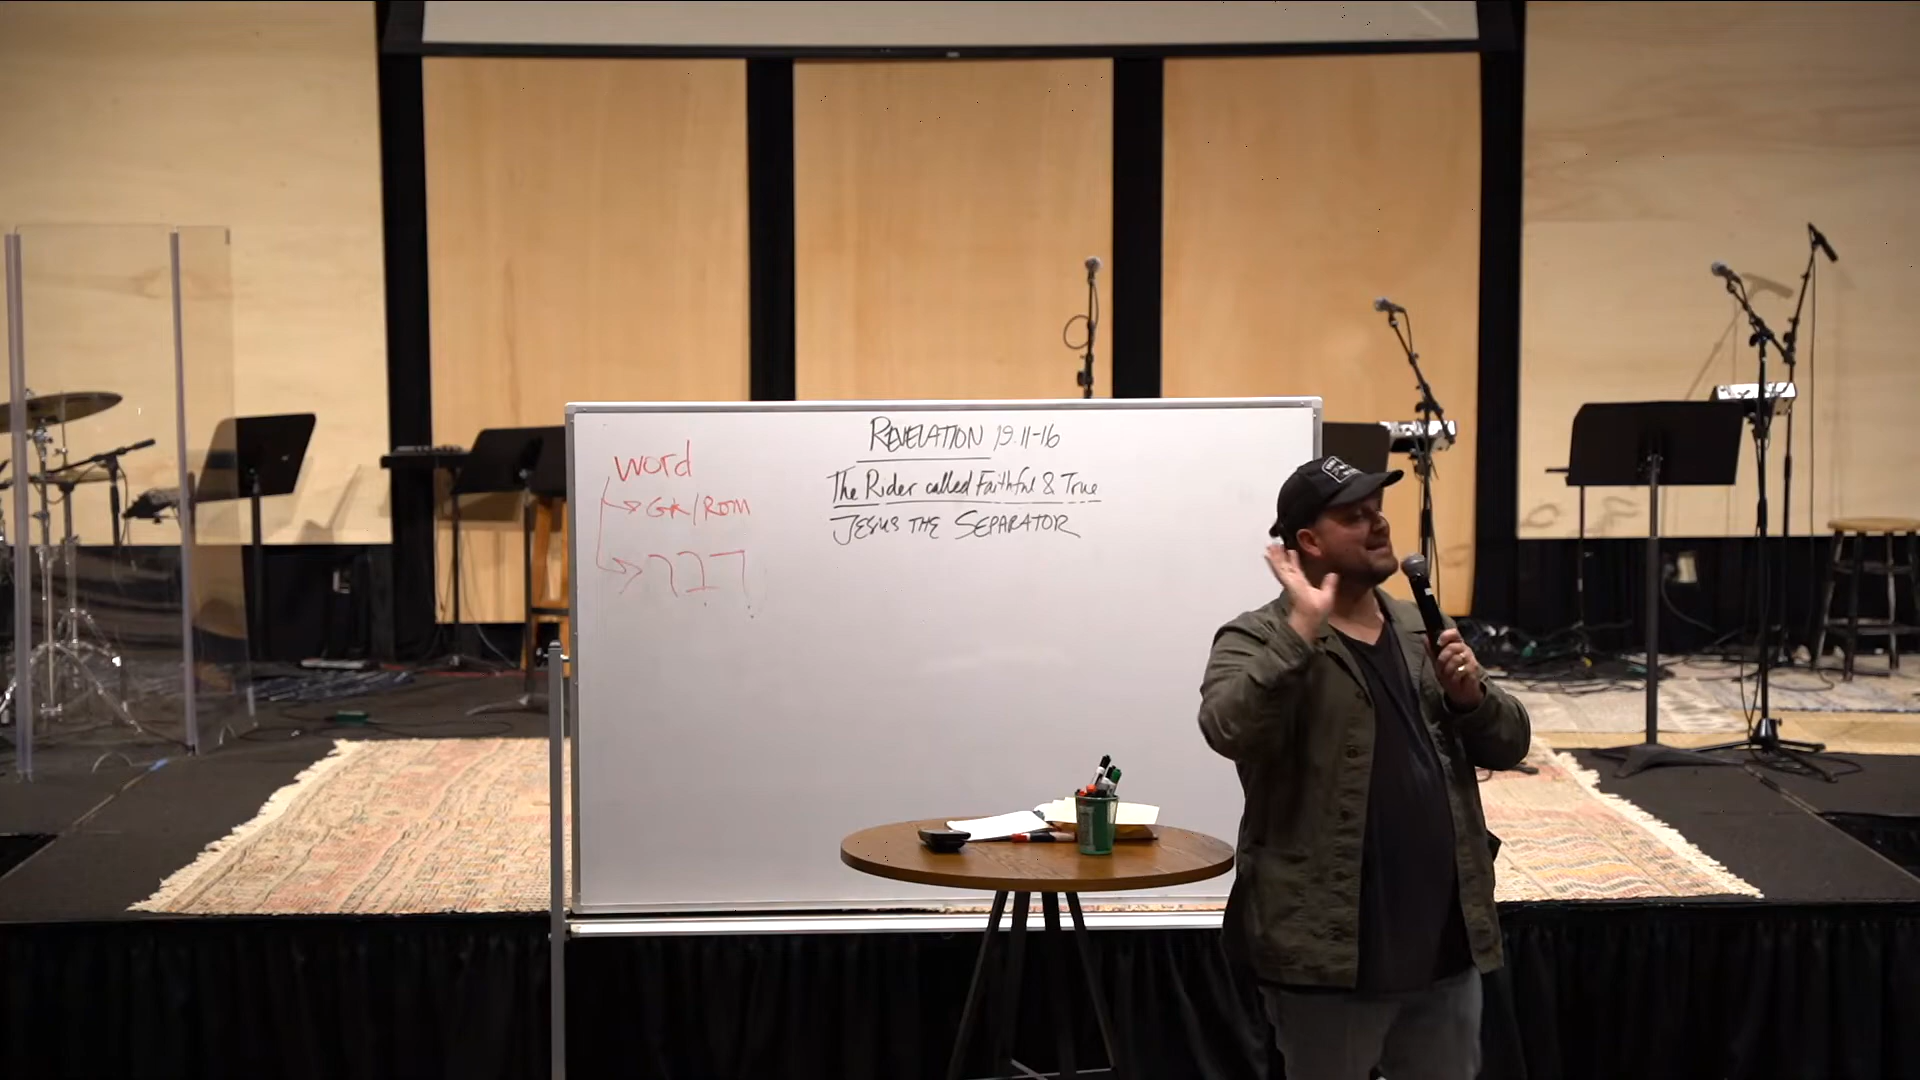 REVELATION 19:11-16
The Rider called Faithful & True
JESUS THE SEPARATOR
word
GK/ROM
דבר